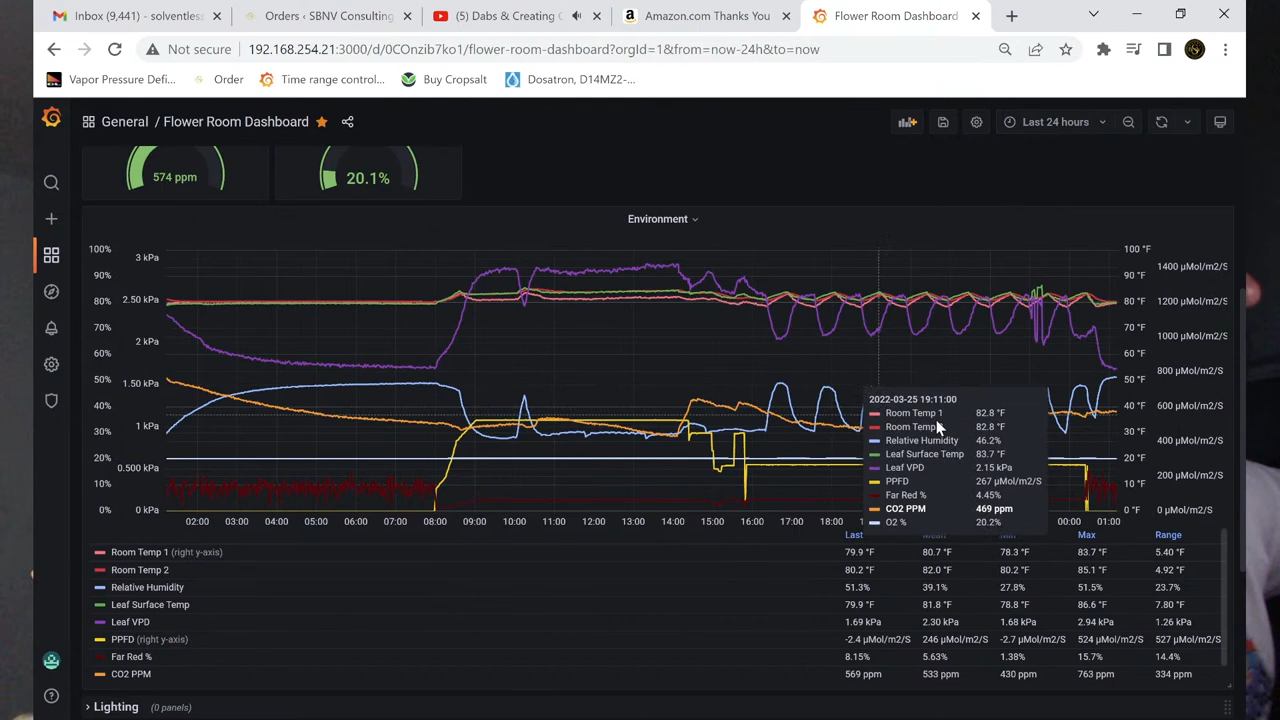 Inbox (9,441) - solventles
Orders ‹ SBNV Consulting
(5) Dabs & Creating C
Amazon.com Thanks You
Flower Room Dashboard
Not secure
192.168.254.21:3000/d/0COnzib7ko1/flower-room-dashboard?orgId=1&from=now-24h&to=now
Vapor Pressure Defi...
Order
Time range control...
Buy Cropsalt
Dosatron, D14MZ2-...
General / Flower Room Dashboard
Last 24 hours
574 ppm
20.1%
Environment
100%
90%
80%
70%
60%
50%
40%
30%
20%
10%
0%
3 kPa
2.50 kPa
2 kPa
1.50 kPa
1 kPa
0.500 kPa
0 kPa
100 °F
90 °F
80 °F
70 °F
60 °F
50 °F
40 °F
30 °F
20 °F
10 °F
0 °F
1400 μMol/m2/S
1200 μMol/m2/S
1000 μMol/m2/S
800 μMol/m2/S
600 μMol/m2/S
400 μMol/m2/S
200 μMol/m2/S
0 μMol/m2/S
02:00 03:00 04:00 05:00 06:00 07:00 08:00 09:00 10:00 11:00 12:00 13:00 14:00 15:00 16:00 17:00 18:00 00:00 01:00
2022-03-25 19:11:00
Room Temp 1 82.8 °F
Room Temp 82.8 °F
Relative Humidity 46.2%
Leaf Surface Temp 83.7 °F
Leaf VPD 2.15 kPa
PPFD 267 μMol/m2/S
Far Red % 4.45%
CO2 PPM 469 ppm
O2 % 20.2%
Last Max Range
Room Temp 1 (right y-axis) 79.9 °F 80.7 °F 78.3 °F 83.7 °F 5.40 °F
Room Temp 2 80.2 °F 82.0 °F 80.2 °F 85.1 °F 4.92 °F
Relative Humidity 51.3% 39.1% 27.8% 51.5% 23.7%
Leaf Surface Temp 79.9 °F 81.8 °F 78.8 °F 86.6 °F 7.80 °F
Leaf VPD 1.69 kPa 2.30 kPa 1.68 kPa 2.94 kPa 1.26 kPa
PPFD (right y-axis) -2.4 μMol/m2/S 246 μMol/m2/S -2.7 μMol/m2/S 524 μMol/m2/S 527 μMol/m2/S
Far Red % 8.15% 5.63% 1.38% 15.7% 14.4%
CO2 PPM 569 ppm 533 ppm 430 ppm 763 ppm 334 ppm
Lighting (0 panels)